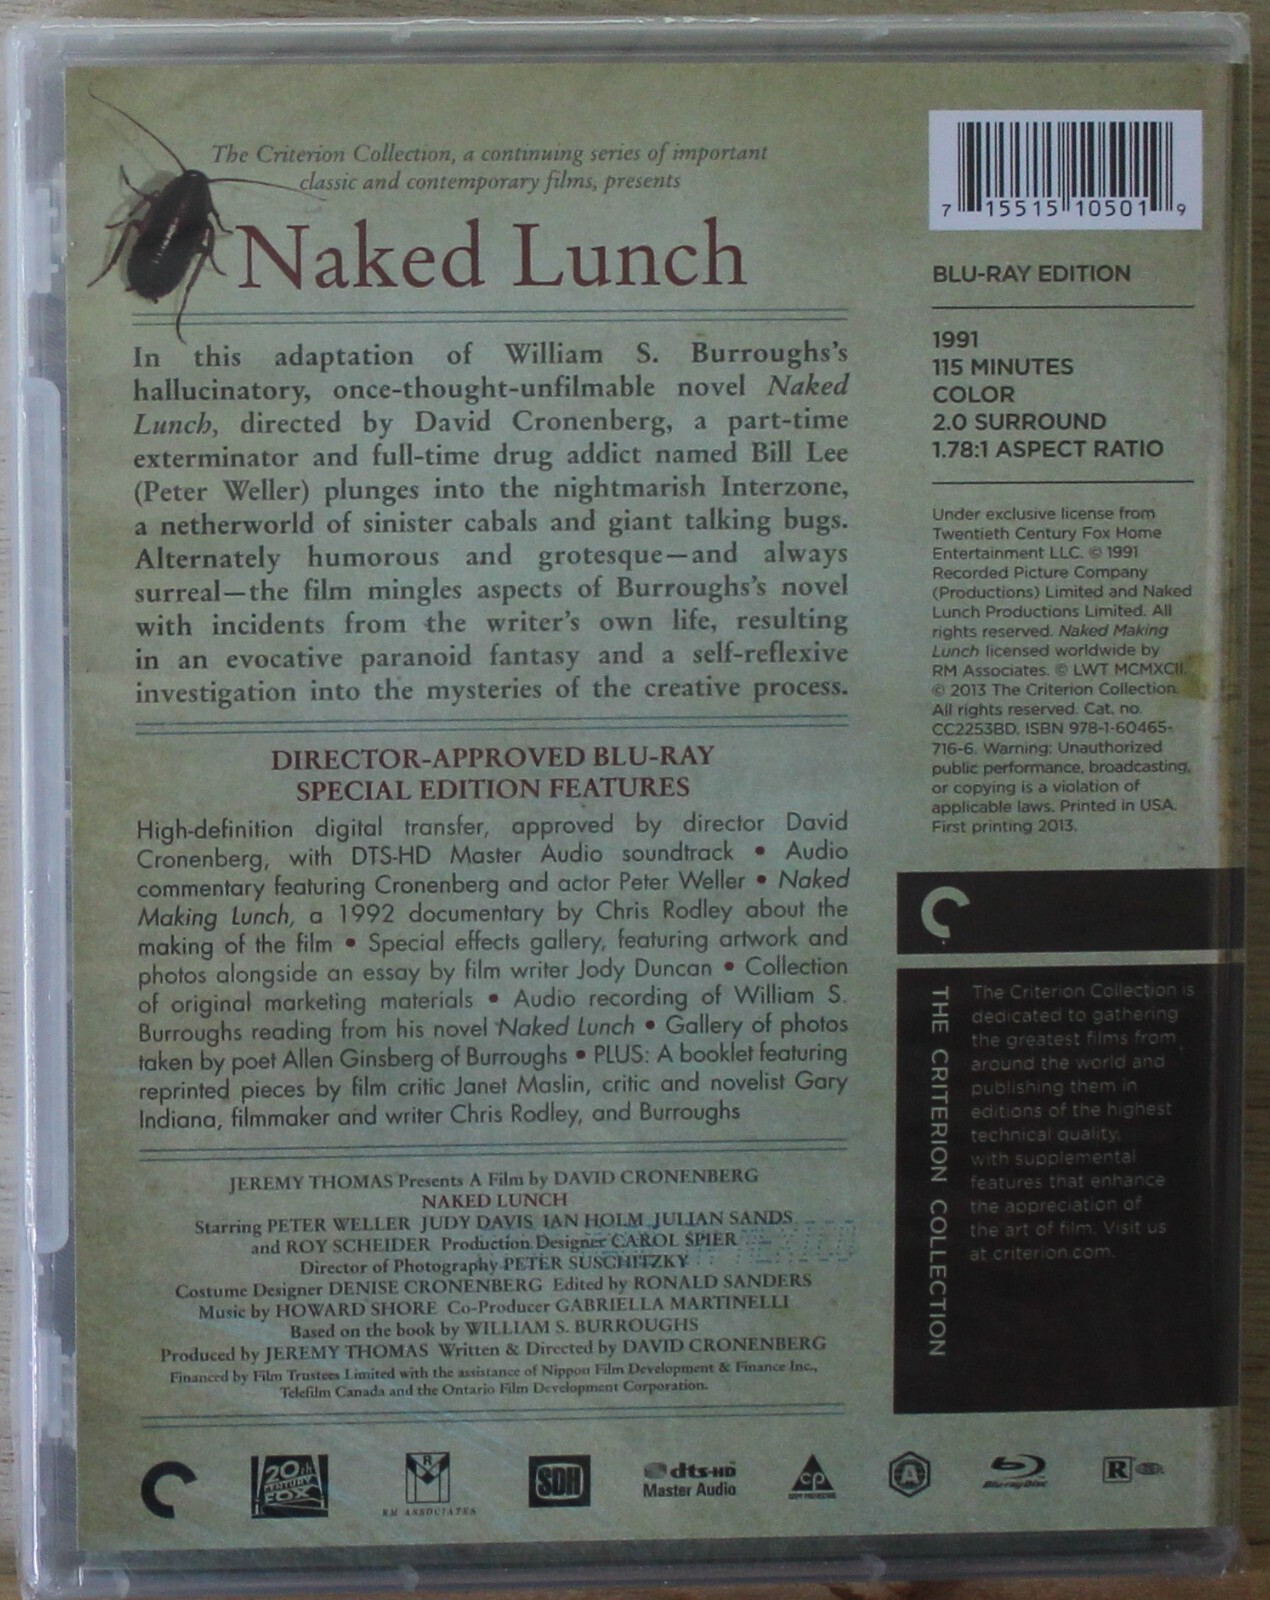 The Criterion Collection, a continuing series of important
classic and contemporary films, presents
Naked Lunch
In this adaptation of William S. Burroughs's
hallucinatory, once-thought-unfilmable novel Naked
Lunch, directed by David Cronenberg, a part-time
exterminator and full-time drug addict named Bill Lee
(Peter Weller) plunges into the nightmarish Interzone,
a netherworld of sinister cabals and giant talking bugs.
Alternately humorous and grotesque—and always
surreal—the film mingles aspects of Burroughs's novel
with incidents from the writer's own life, resulting
in an evocative paranoid fantasy and a self-reflexive
investigation into the mysteries of the creative process.
DIRECTOR-APPROVED BLU-RAY
SPECIAL EDITION FEATURES
High-definition digital transfer, approved by director David
Cronenberg, with DTS-HD Master Audio soundtrack • Audio
commentary featuring Cronenberg and actor Peter Weller • Naked
Making Lunch, a 1992 documentary by Chris Rodley about the
making of the film • Special effects gallery, featuring artwork and
photos alongside an essay by film writer Jody Duncan • Collection
of original marketing materials • Audio recording of William S.
Burroughs reading from his novel Naked Lunch • Gallery of photos
taken by poet Allen Ginsberg of Burroughs • PLUS: A booklet featuring
reprinted pieces by film critic Janet Maslin, critic and novelist Gary
Indiana, filmmaker and writer Chris Rodley, and Burroughs
JEREMY THOMAS Presents A Film by DAVID CRONENBERG
NAKED LUNCH
Starring PETER WELLER JUDY DAVIS IAN HOLM JULIAN SANDS
and ROY SCHEIDER Production Designer CAROL SPIER
Director of Photography PETER SUSCHITZKY
Costume Designer DENISE CRONENBERG Edited by RONALD SANDERS
Music by HOWARD SHORE Co-Producer GABRIELLA MARTINELLI
Based on the book by WILLIAM S. BURROUGHS
Produced by JEREMY THOMAS Written & Directed by DAVID CRONENBERG
Financed by Film Trustees Limited with the assistance of Nippon Film Development & Finance Inc.,
Telefilm Canada and the Ontario Film Development Corporation.
7 15515 10501 9
BLU-RAY EDITION
1991
115 MINUTES
COLOR
2.0 SURROUND
1.78:1 ASPECT RATIO
Under exclusive license from
Twentieth Century Fox Home
Entertainment LLC. © 1991
Recorded Picture Company
(Productions) Limited and Naked
Lunch Productions Limited. All
rights reserved. Naked Making
Lunch licensed worldwide by
RM Associates. © LWT MCMXCII.
© 2013 The Criterion Collection.
All rights reserved. Cat. no.
CC2253BD. ISBN 978-1-60465-
716-6. Warning: Unauthorized
public performance, broadcasting,
or copying is a violation of
applicable laws. Printed in USA.
First printing 2013.
THE CRITERION COLLECTION
The Criterion Collection is
dedicated to gathering
the greatest films from
around the world and
publishing them in
editions of the highest
technical quality,
with supplemental
features that enhance
the appreciation of
the art of film. Visit us
at criterion.com.
20th
CENTURY
FOX
R M
RM ASSOCIATES
SDH
dts-HD
Master Audio
cp
COPY PROTECTED
A
Blu-ray Disc
R